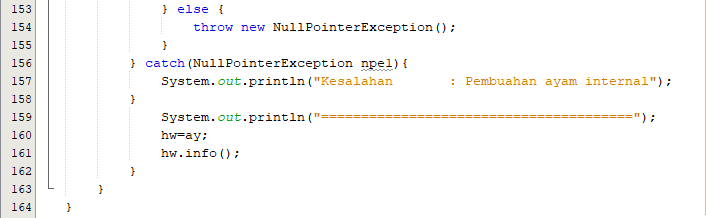 153 } else {
154 throw new NullPointerException();
155 }
156 } catch(NullPointerException npe1){
157 System.out.println("Kesalahan       : Pembuahan ayam internal");
158 }
159 System.out.println("=======================================");
160 hw=ay;
161 hw.info();
162 }
163 }
164 }